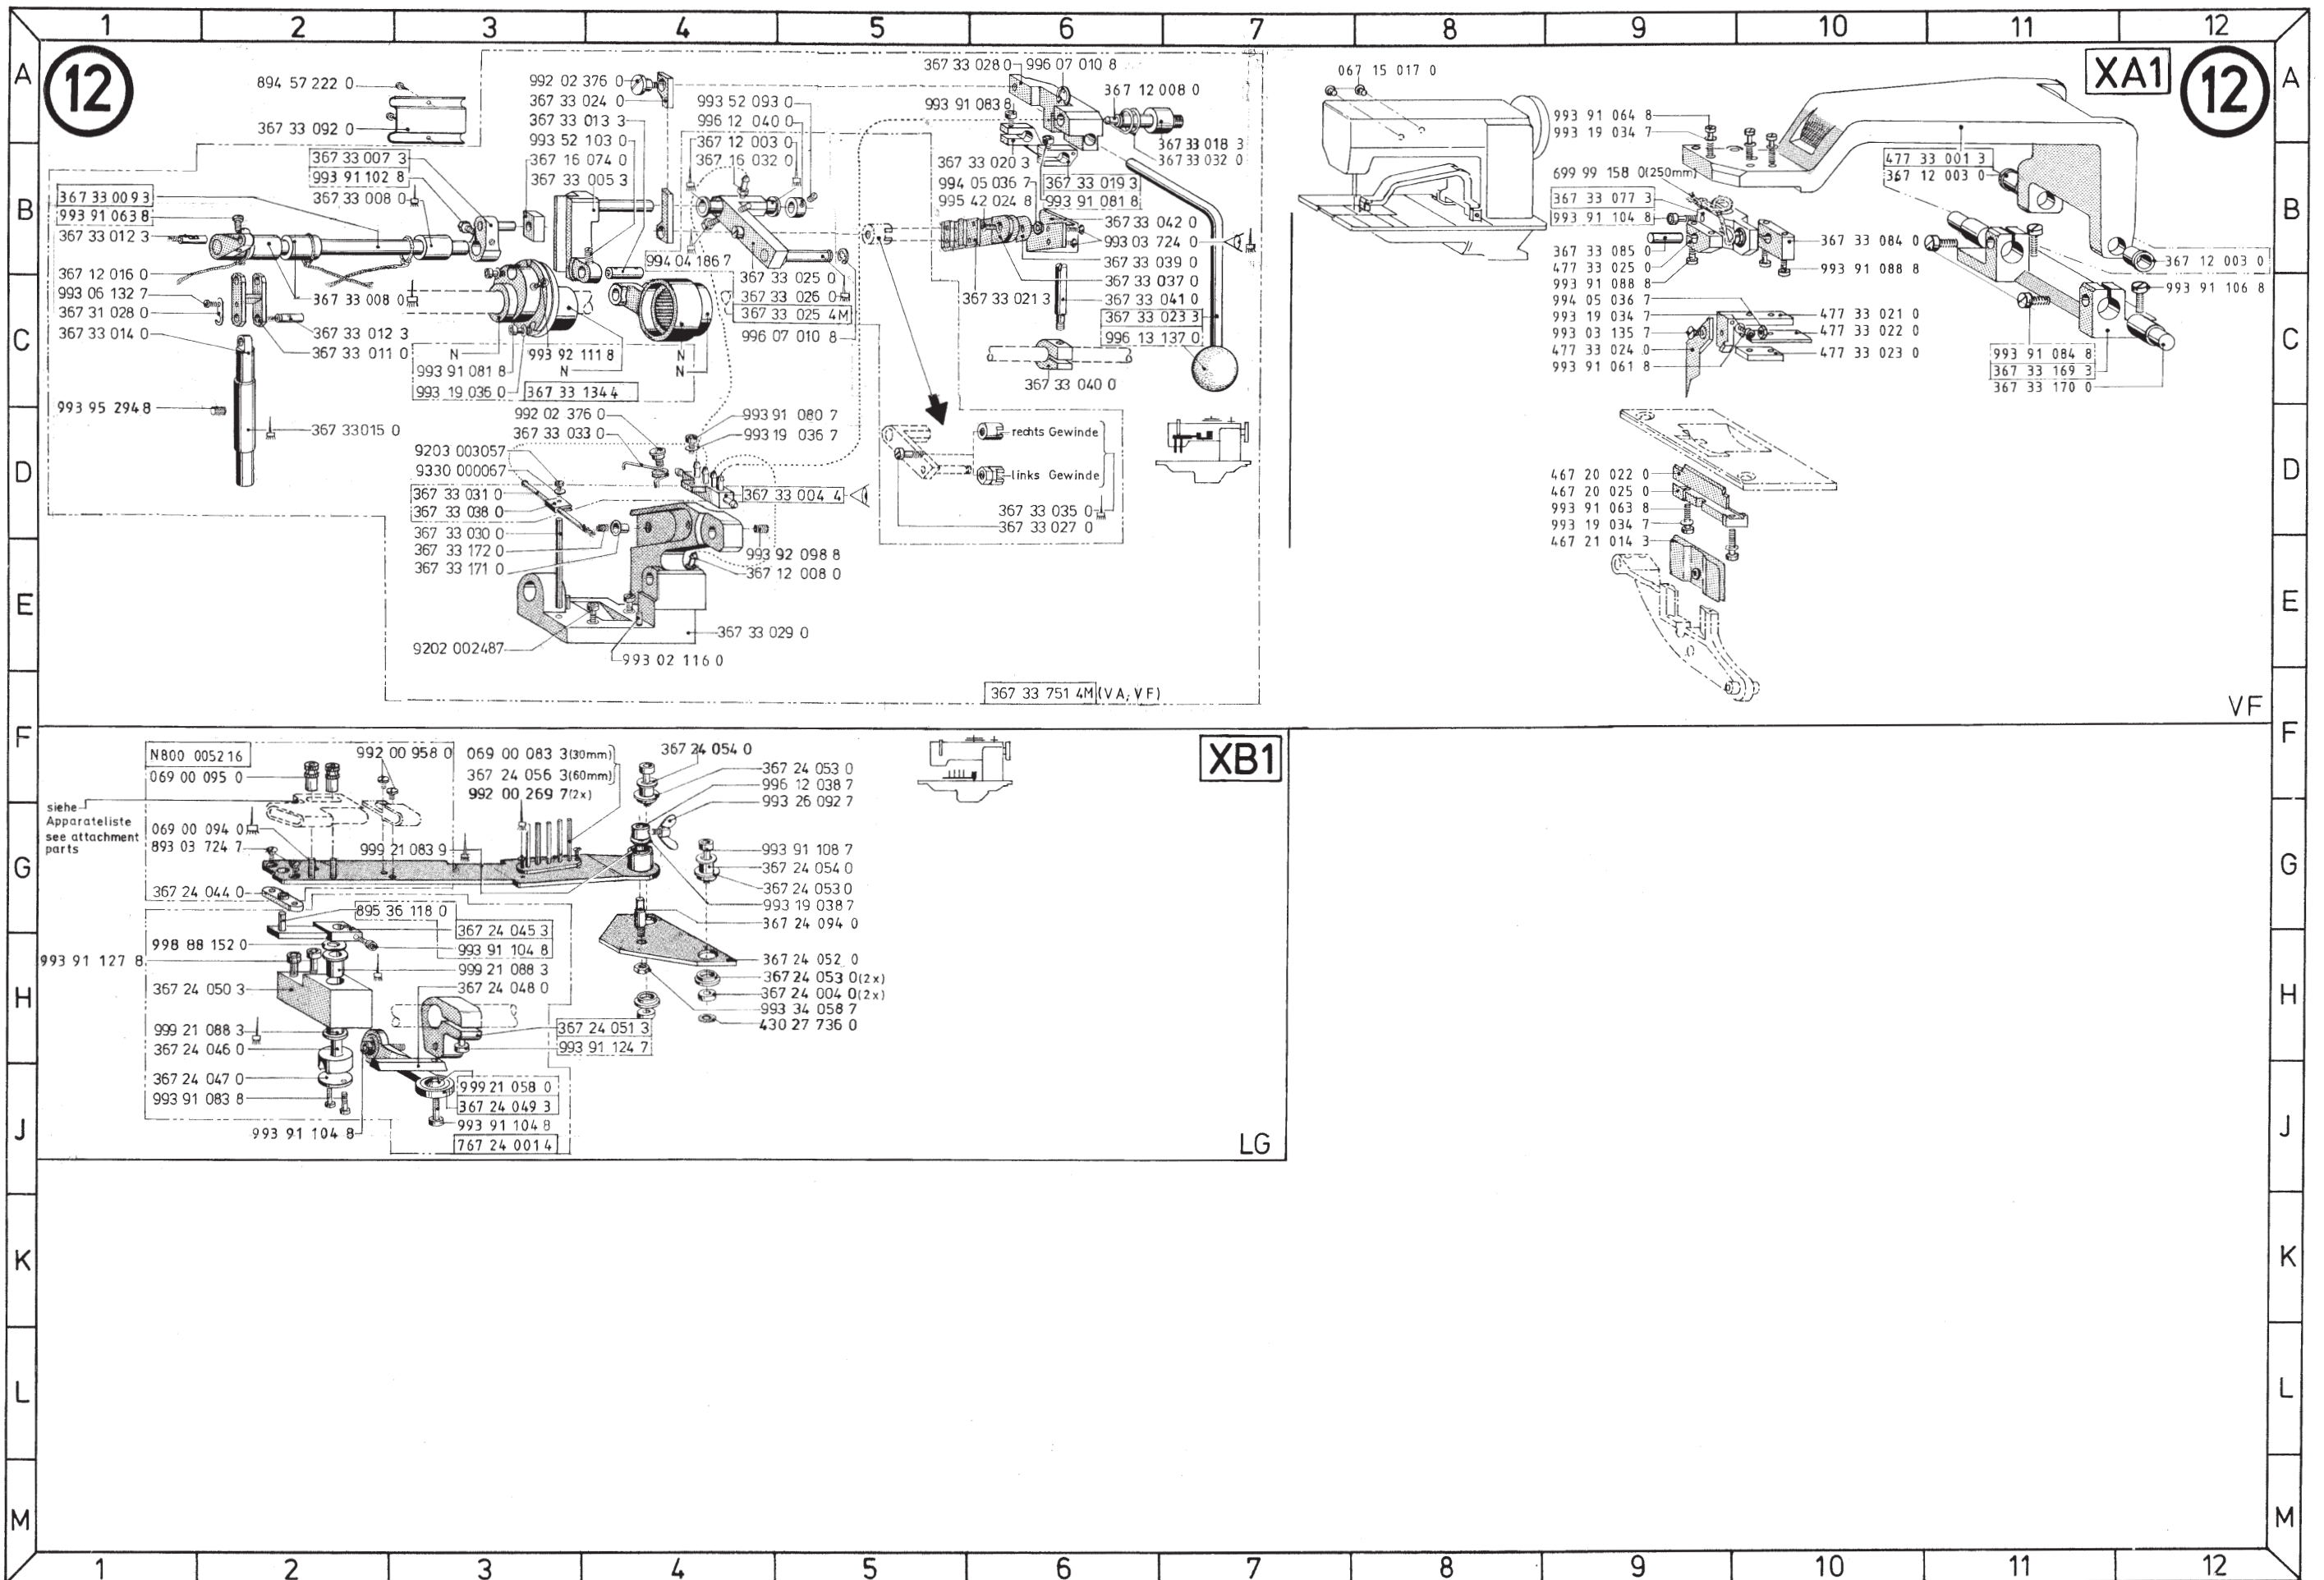 1 2 3 4 5 6 7 8 9 10 11 12
A
B
C
D
E
F
G
H
J
K
L
M
12
894 57 222 0
367 33 092 0
367 33 007 3
993 91 102 8
367 33 008 0
367 33 009 3
993 91 063 8
367 33 012 3
367 12 016 0
993 06 132 7
367 31 028 0
367 33 014 0
367 33 008 0
367 33 012 3
367 33 011 0
993 95 294 8
367 33 015 0
992 02 376 0
367 33 024 0
367 33 013 3
993 52 103 0
367 16 074 0
367 33 005 3
993 52 093 0
996 12 040 0
367 12 003 0
367 16 032 0
994 04 186 7
367 33 025 0
367 33 026 0
367 33 025 4M
996 07 010 8
N
993 91 081 8
993 19 036 0
993 92 111 8
N
367 33 134 4
N
N
367 33 028 0
996 07 010 8
993 91 083 8
367 12 008 0
367 33 018 3
367 33 032 0
367 33 020 3
994 05 036 7
995 42 024 8
367 33 019 3
993 91 081 8
367 33 042 0
993 03 724 0
367 33 039 0
367 33 037 0
367 33 021 3
367 33 041 0
367 33 023 3
996 13 137 0
367 33 040 0
992 02 376 0
367 33 033 0
993 91 080 7
993 19 036 7
9203 003057
9330 000067
367 33 031 0
367 33 038 0
367 33 004 4
367 33 030 0
367 33 172 0
367 33 171 0
993 92 098 8
367 12 008 0
367 33 029 0
9202 002487
993 02 116 0
rechts Gewinde
links Gewinde
367 33 035 0
367 33 027 0
367 33 751 4M (VA, VF)
XA1
12
067 15 017 0
993 91 064 8
993 19 034 7
699 99 158 0(250mm)
367 33 077 3
993 91 104 8
367 33 085 0
477 33 025 0
993 91 088 8
994 05 036 7
993 19 034 7
993 03 135 7
477 33 024 0
993 91 061 8
367 33 084 0
993 91 088 8
477 33 021 0
477 33 022 0
477 33 023 0
477 33 001 3
367 12 003 0
367 12 003 0
993 91 106 8
993 91 084 8
367 33 169 3
367 33 170 0
467 20 022 0
467 20 025 0
993 91 063 8
993 19 034 7
467 21 014 3
VF
XB1
N800 005216
069 00 095 0
992 00 958 0
siehe
Apparateliste
see attachment
parts
069 00 094 0
893 03 724 7
367 24 044 0
999 21 083 9
069 00 083 3(30mm)
367 24 056 3(60mm)
992 00 269 7(2x)
367 24 054 0
367 24 053 0
996 12 038 7
993 26 092 7
993 91 108 7
367 24 054 0
367 24 053 0
993 19 038 7
367 24 094 0
367 24 052 0
367 24 053 0(2x)
367 24 004 0(2x)
993 34 058 7
430 27 736 0
895 36 118 0
998 88 152 0
993 91 127 8
367 24 045 3
993 91 104 8
999 21 088 3
367 24 048 0
367 24 050 3
999 21 088 3
367 24 046 0
367 24 047 0
993 91 083 8
993 91 104 8
367 24 051 3
993 91 124 7
999 21 058 0
367 24 049 3
993 91 104 8
767 24 001 4
LG
A
B
C
D
E
F
G
H
J
K
L
M
1 2 3 4 5 6 7 8 9 10 11 12